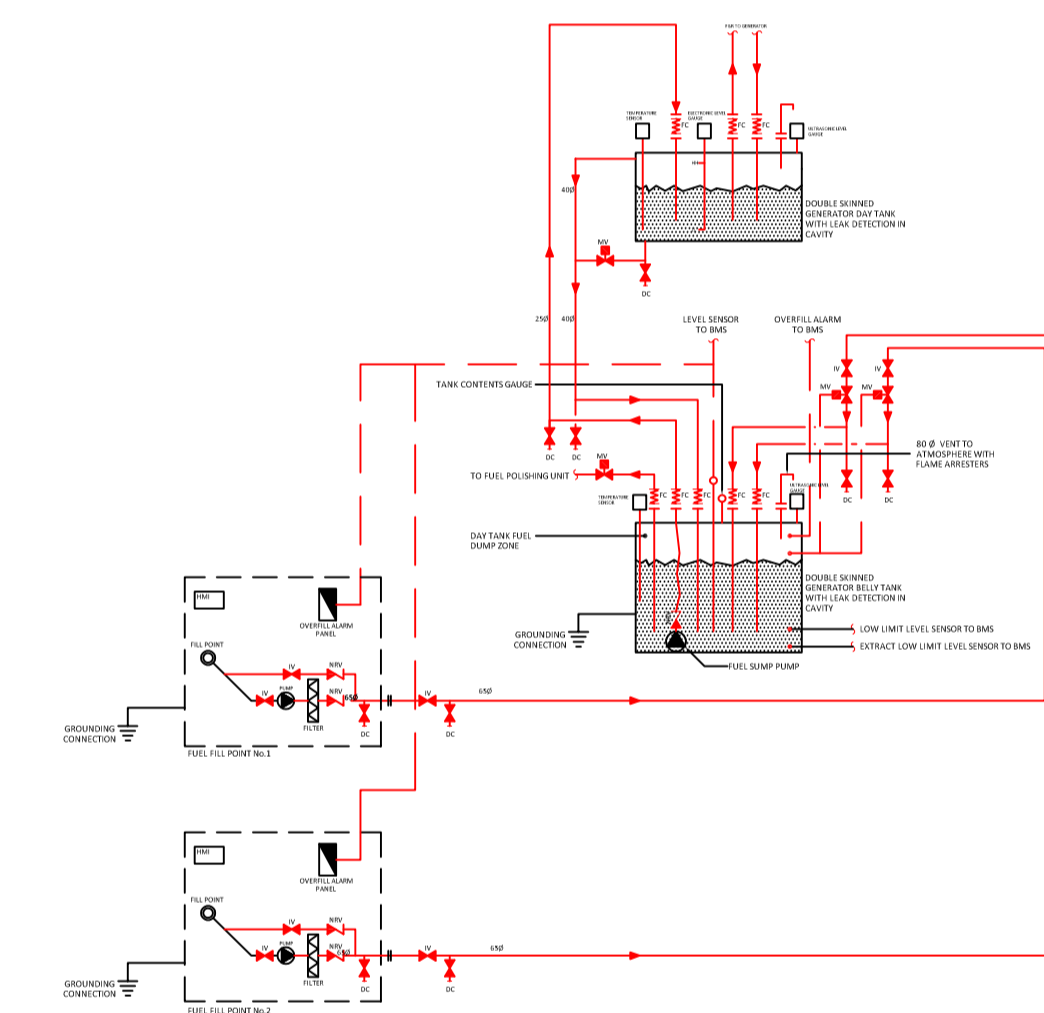 F&R TO GENERATOR
TEMPERATURE
SENSOR
FC
ELECTRONIC LEVEL
GAUGE
FC
FC
ULTRASONIC LEVEL
GAUGE
HH
40Ø
DOUBLE SKINNED
GENERATOR DAY TANK
WITH LEAK DETECTION IN
CAVITY
MV
DC
25Ø
40Ø
LEVEL SENSOR
TO BMS
OVERFILL ALARM
TO BMS
IV
IV
TANK CONTENTS GAUGE
MV
MV
DC
DC
MV
80 Ø VENT TO
ATMOSPHERE WITH
FLAME ARRESTERS
TO FUEL POLISHING UNIT
DC
DC
TEMPERATURE
SENSOR
FC
FC
FC
FC
ULTRASONIC LEVEL
GAUGE
DAY TANK FUEL
DUMP ZONE
DOUBLE SKINNED
GENERATOR BELLY TANK
WITH LEAK DETECTION IN
CAVITY
HMI
OVERFILL ALARM
PANEL
NRV
GROUNDING
CONNECTION
LOW LIMIT LEVEL SENSOR TO BMS
EXTRACT LOW LIMIT LEVEL SENSOR TO BMS
FUEL SUMP PUMP
FILL POINT
IV
NRV
IV
PUMP
NRV
65Ø
IV
65Ø
FILTER
DC
DC
GROUNDING
CONNECTION
FUEL FILL POINT No.1
HMI
OVERFILL ALARM
PANEL
FILL POINT
IV
NRV
IV
PUMP
NRV
65Ø
IV
65Ø
FILTER
DC
DC
GROUNDING
CONNECTION
FUEL FILL POINT No.2